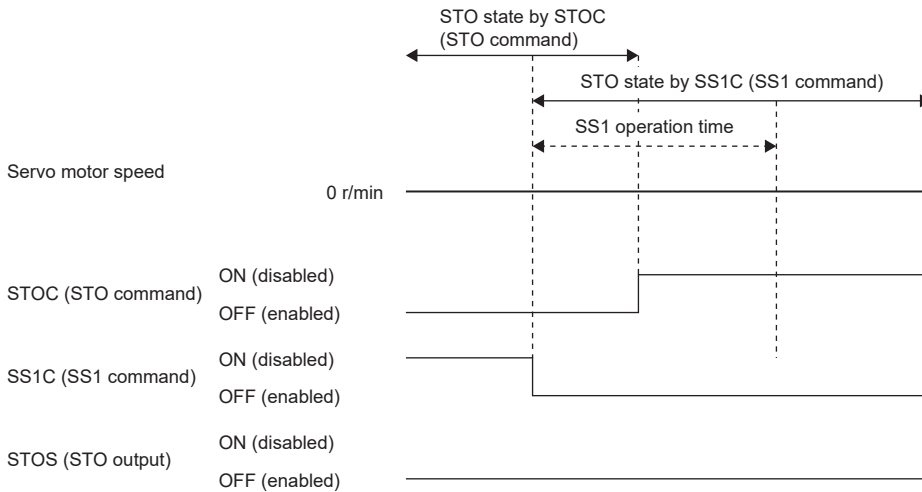 STO state by STOC
(STO command)
STO state by SS1C (SS1 command)
SS1 operation time
Servo motor speed
0 r/min
ON (disabled)
STOC (STO command)
OFF (enabled)
ON (disabled)
SS1C (SS1 command)
OFF (enabled)
ON (disabled)
STOS (STO output)
OFF (enabled)